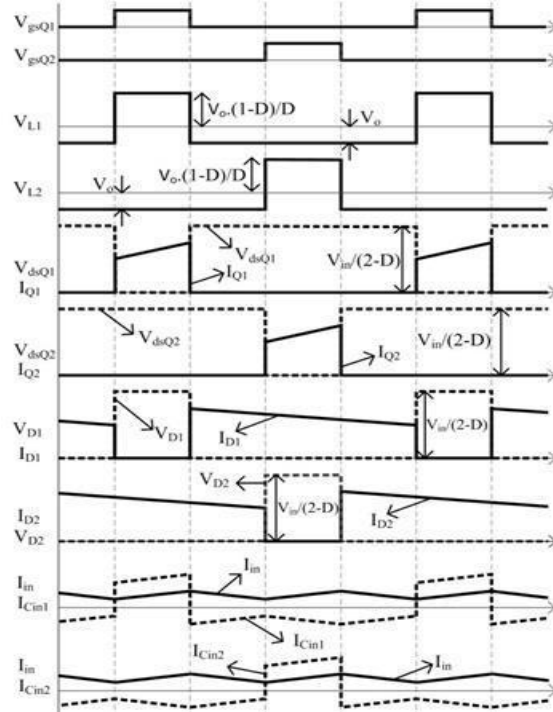 VgsQ1
VgsQ2
VL1
Vo.(1-D)/D
Vo
VL2
Vo
Vo.(1-D)/D
VdsQ1
IQ1
VdsQ1
IQ1
Vin/(2-D)
VdsQ2
IQ2
VdsQ2
IQ2
Vin/(2-D)
VD1
ID1
VD1
ID1
Vin/(2-D)
ID2
VD2
VD2
Vin/(2-D)
ID2
Iin
ICin1
Iin
ICin1
Iin
ICin2
ICin2
Iin